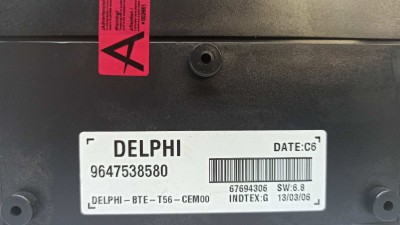 A
DELPHI
DATE:C6
9647538580
67694306 SW:6.8
DELPHI-BTE-T56-CEM00 INDTEX:G 13/03/06